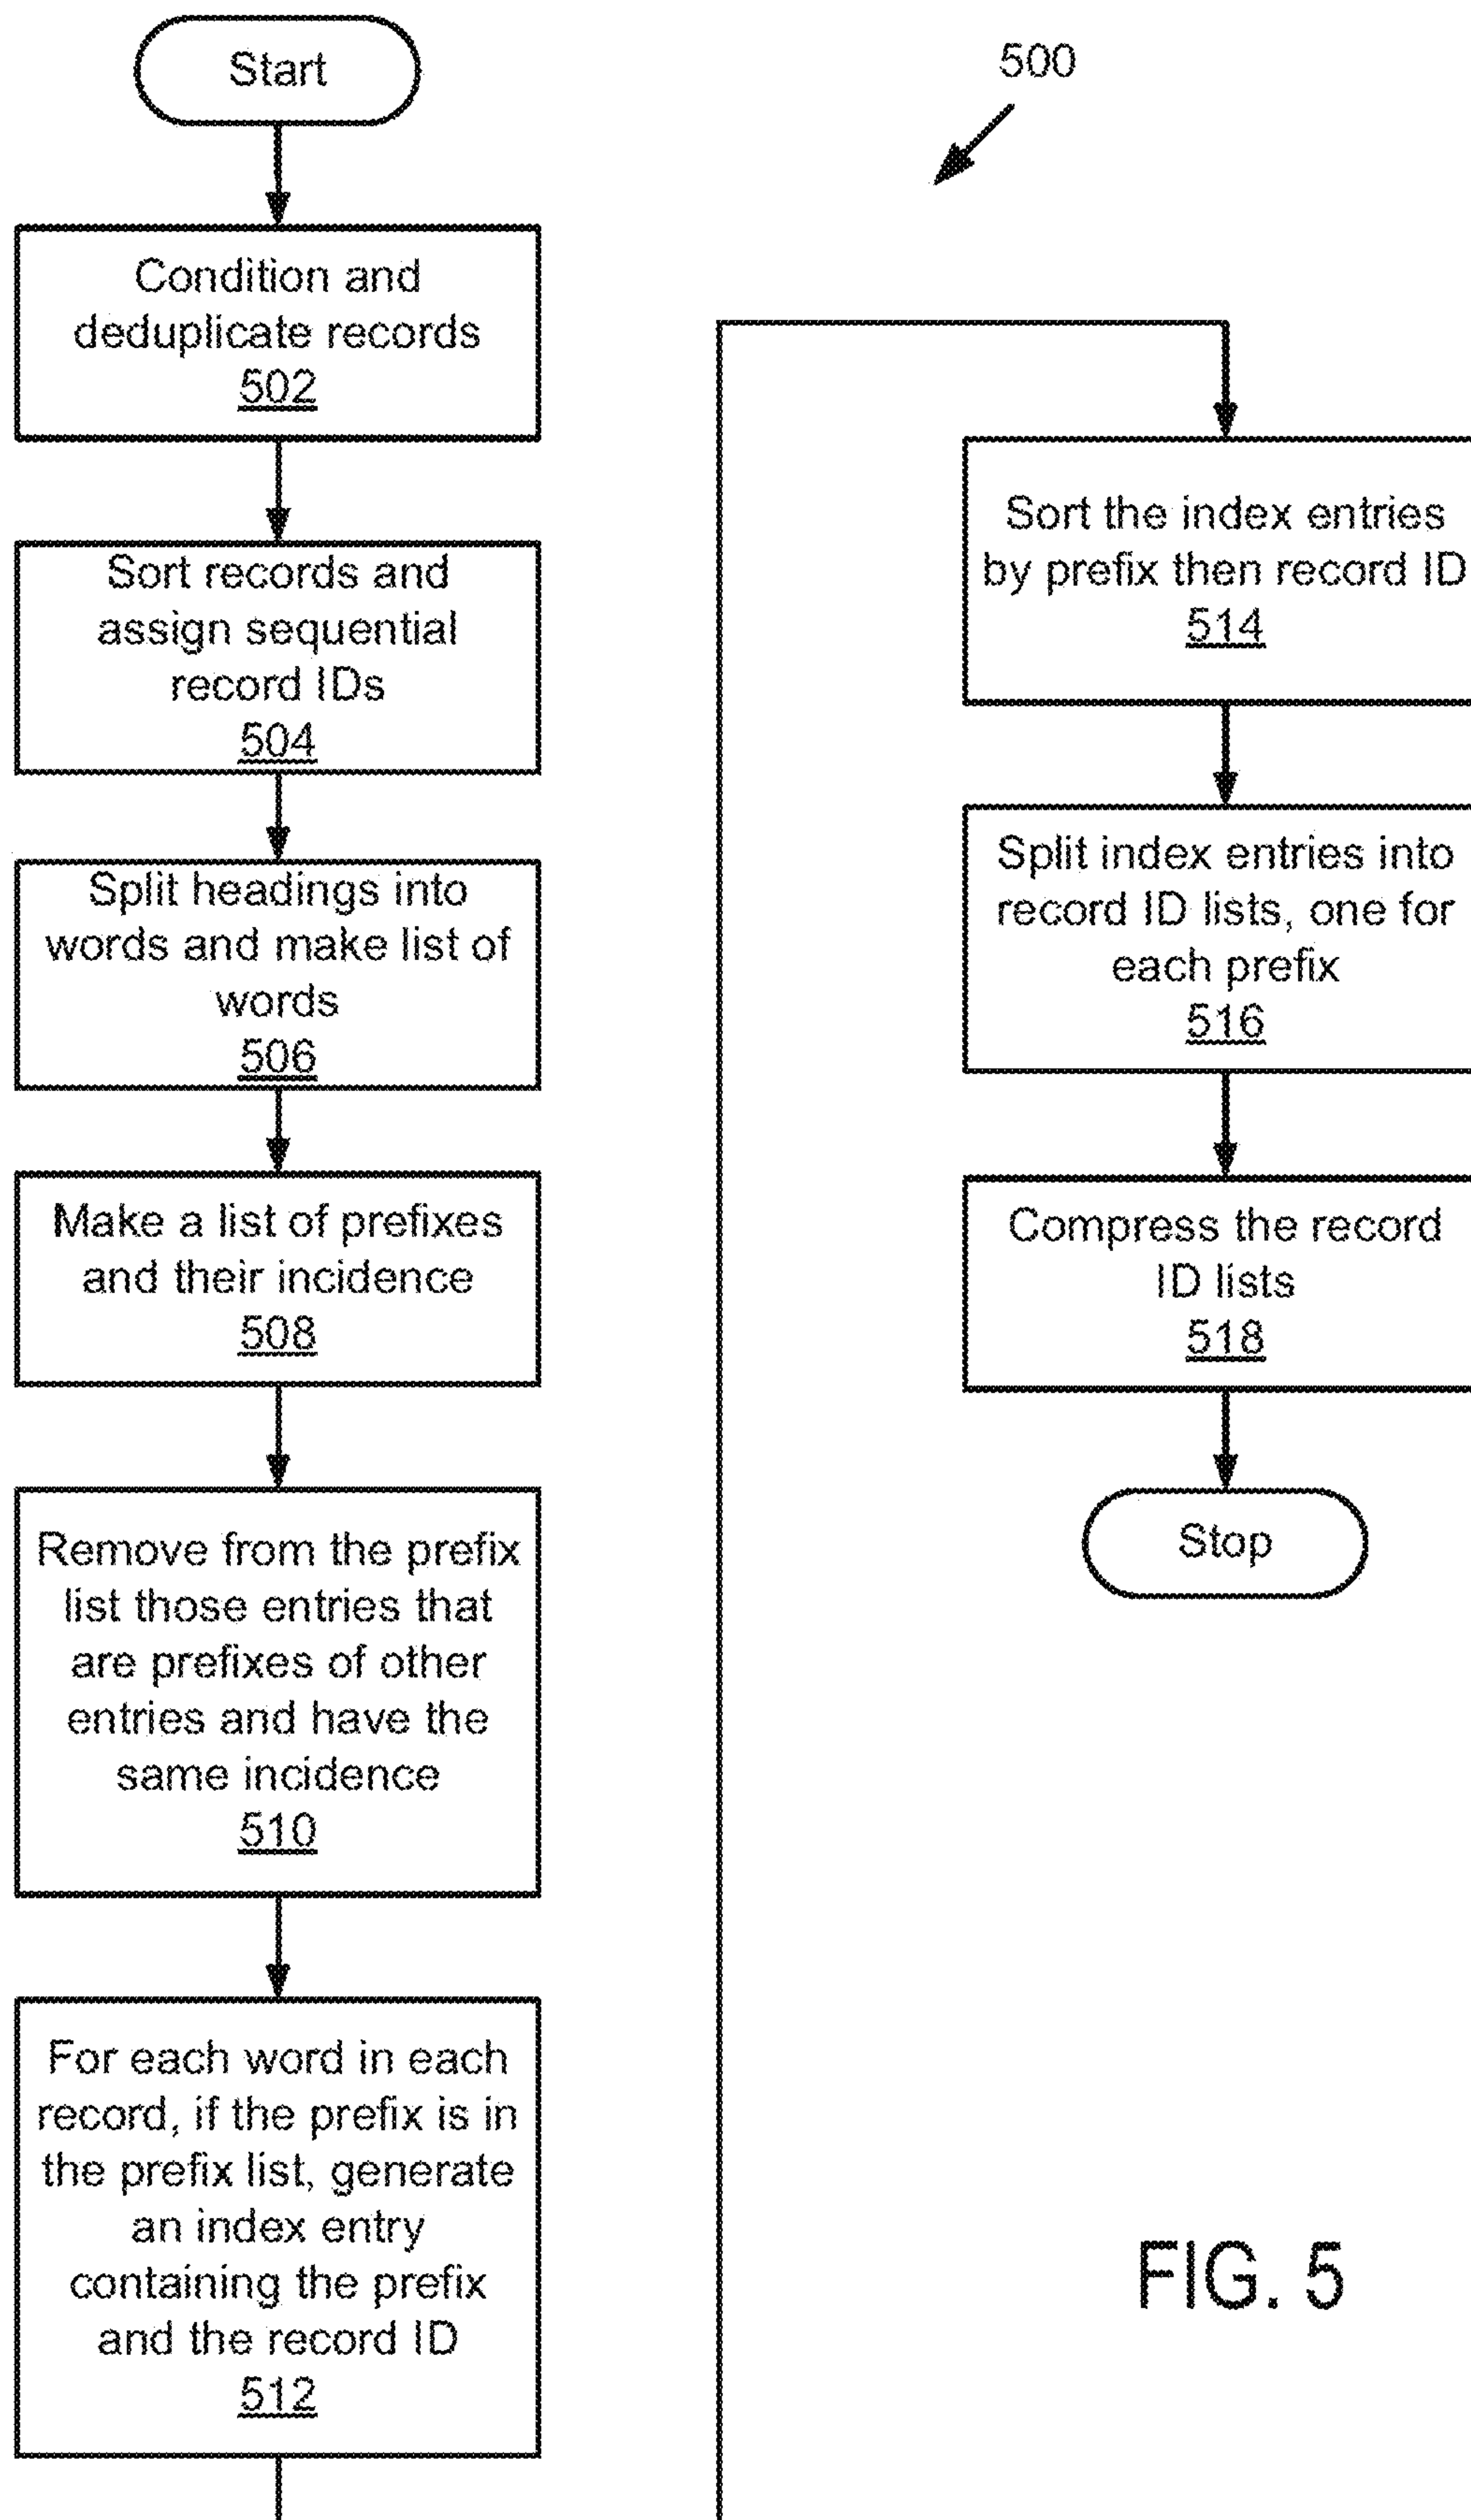 Start
500
Condition and
deduplicate records
502
Sort records and
assign sequential
record IDs
504
Split headings into
words and make list of
words
506
Make a list of prefixes
and their incidence
508
Remove from the prefix
list those entries that
are prefixes of other
entries and have the
same incidence
510
For each word in each
record, if the prefix is in
the prefix list, generate
an index entry
containing the prefix
and the record ID
512
Sort the index entries
by prefix then record ID
514
Split index entries into
record ID lists, one for
each prefix
516
Compress the record
ID lists
518
Stop
FIG. 5